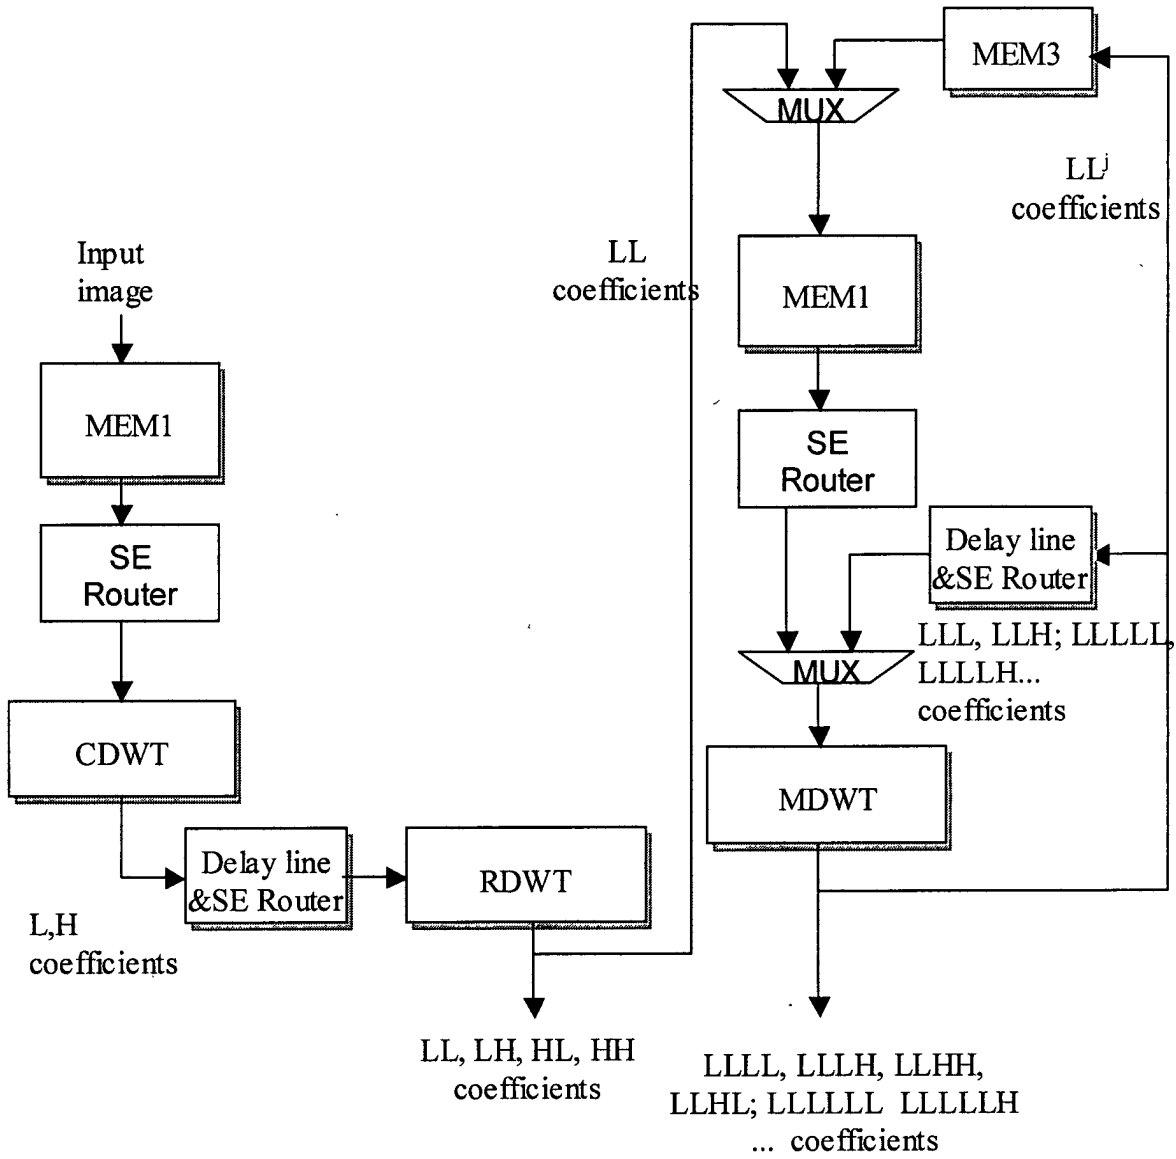 MEM3
MUX
LLʲ
coefficients
Input
image
LL
coefficients
MEM1
MEM1
SE
Router
SE
Router
Delay line
&SE Router
LLL, LLH; LLLLL,
LLLLH...
coefficients
MUX
CDWT
MDWT
Delay line
&SE Router
RDWT
L,H
coefficients
LL, LH, HL, HH
coefficients
LLLL, LLLH, LLHH,
LLHL; LLLLLL LLLLLH
... coefficients